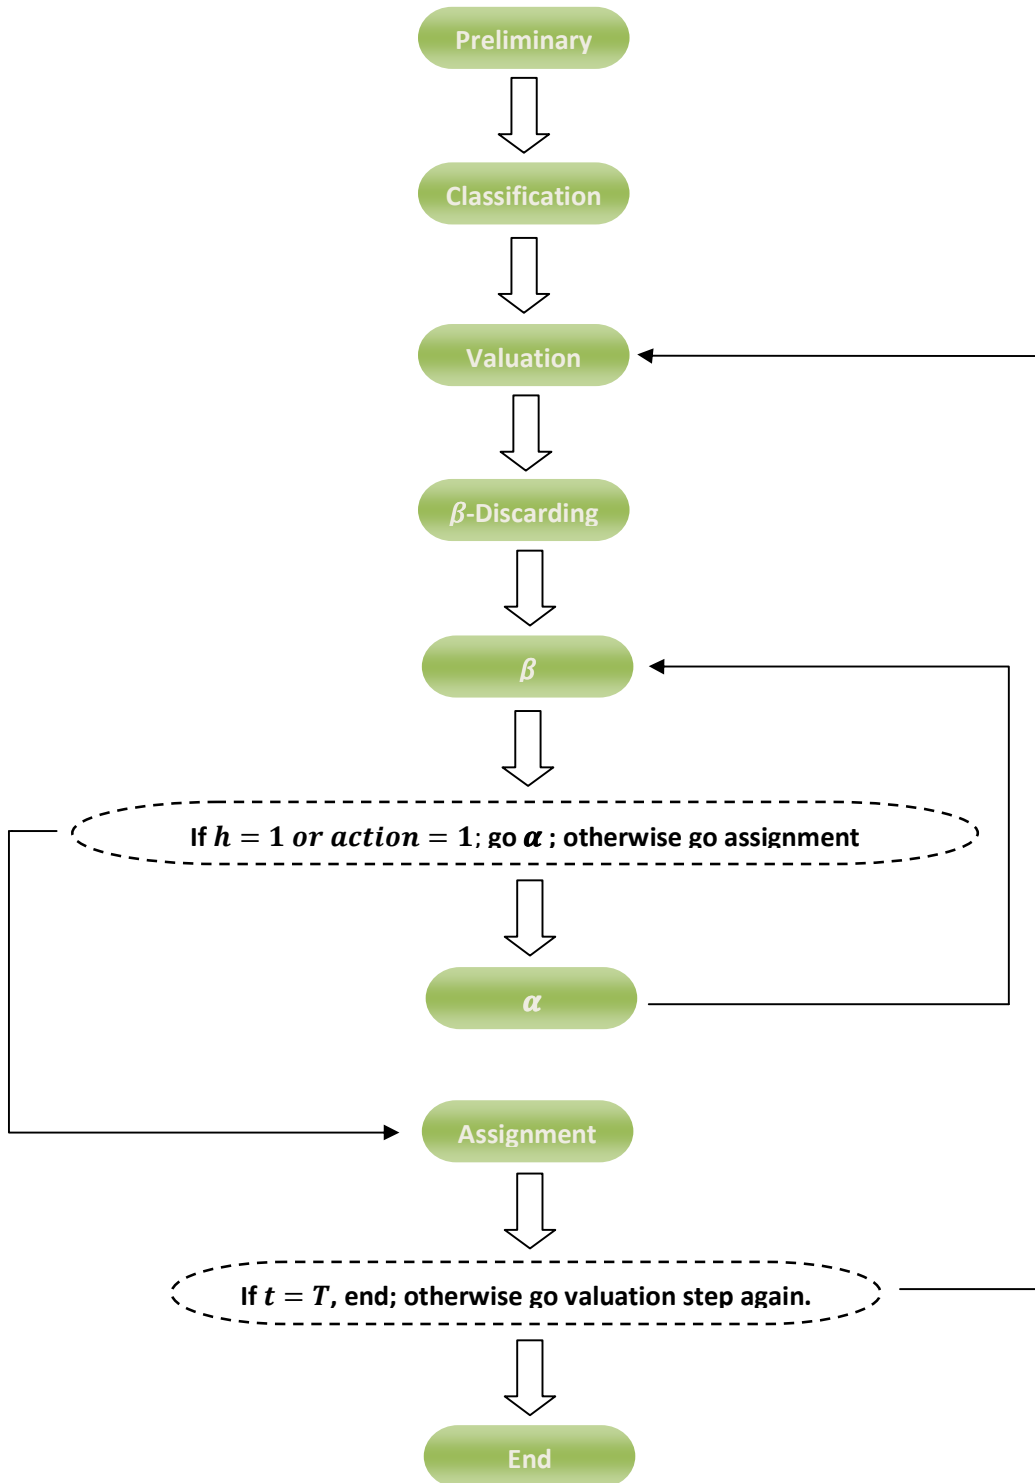 Preliminary
Classification
Valuation
β-Discarding
β
If h = 1 or action = 1; go α ; otherwise go assignment
α
Assignment
If t = T, end; otherwise go valuation step again.
End